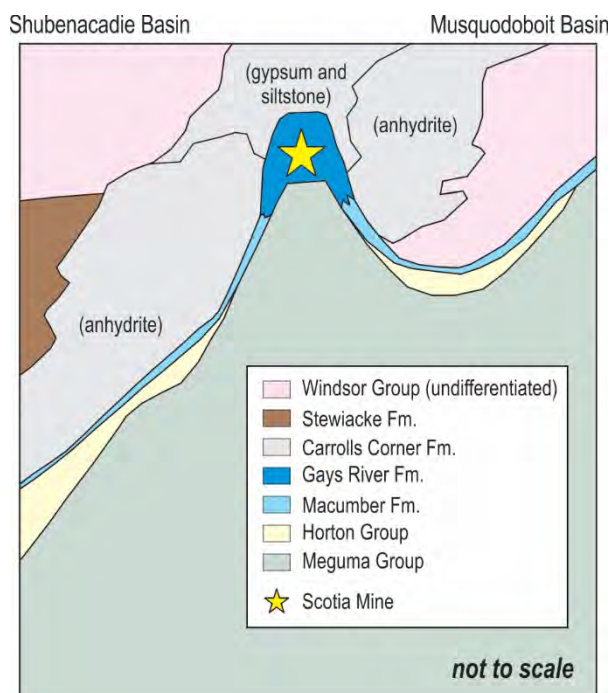 Shubenacadie Basin
Musquodoboit Basin
(gypsum and
siltstone)
(anhydrite)
(anhydrite)
Windsor Group (undifferentiated)
Stewiacke Fm.
Carrolls Corner Fm.
Gays River Fm.
Macumber Fm.
Horton Group
Meguma Group
Scotia Mine
not to scale